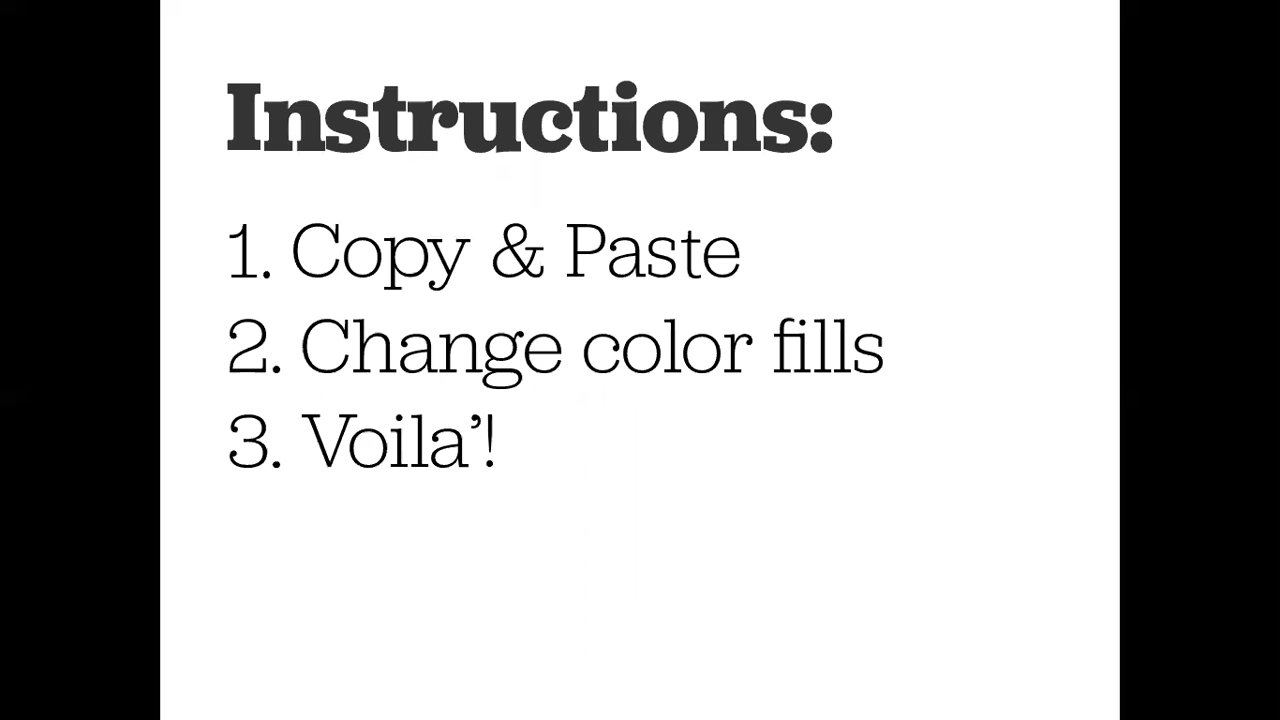 Instructions:
1. Copy & Paste
2. Change color fills
3. Voila’!